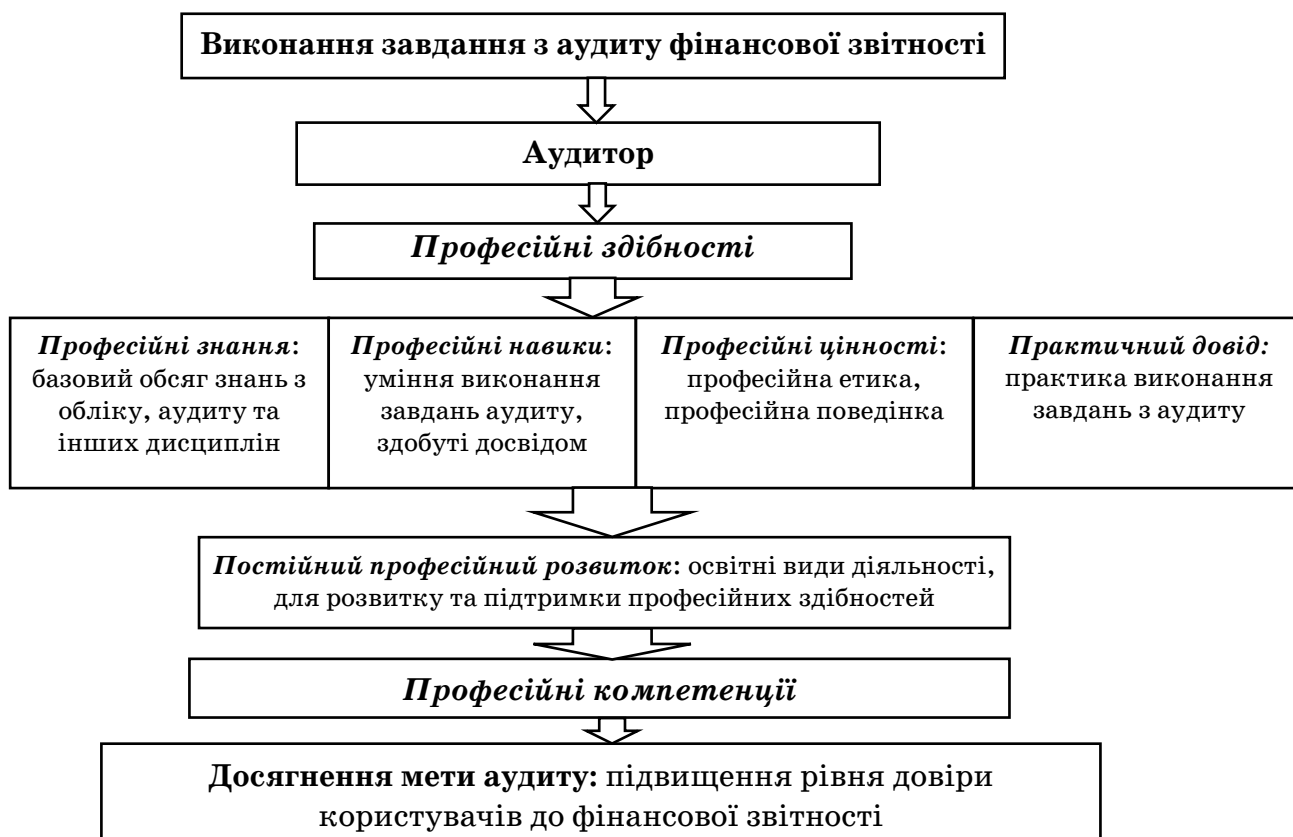 Виконання завдання з аудиту фінансової звітності
Аудитор
Професійні здібності
Професійні знання:
базовий обсяг знань з
обліку, аудиту та
інших дисциплін
Професійні навики:
уміння виконання
завдань аудиту,
здобуті досвідом
Професійні цінності:
професійна етика,
професійна поведінка
Практичний довід:
практика виконання
завдань з аудиту
Постійний професійний розвиток: освітні види діяльності,
для розвитку та підтримки професійних здібностей
Професійні компетенції
Досягнення мети аудиту: підвищення рівня довіри
користувачів до фінансової звітності